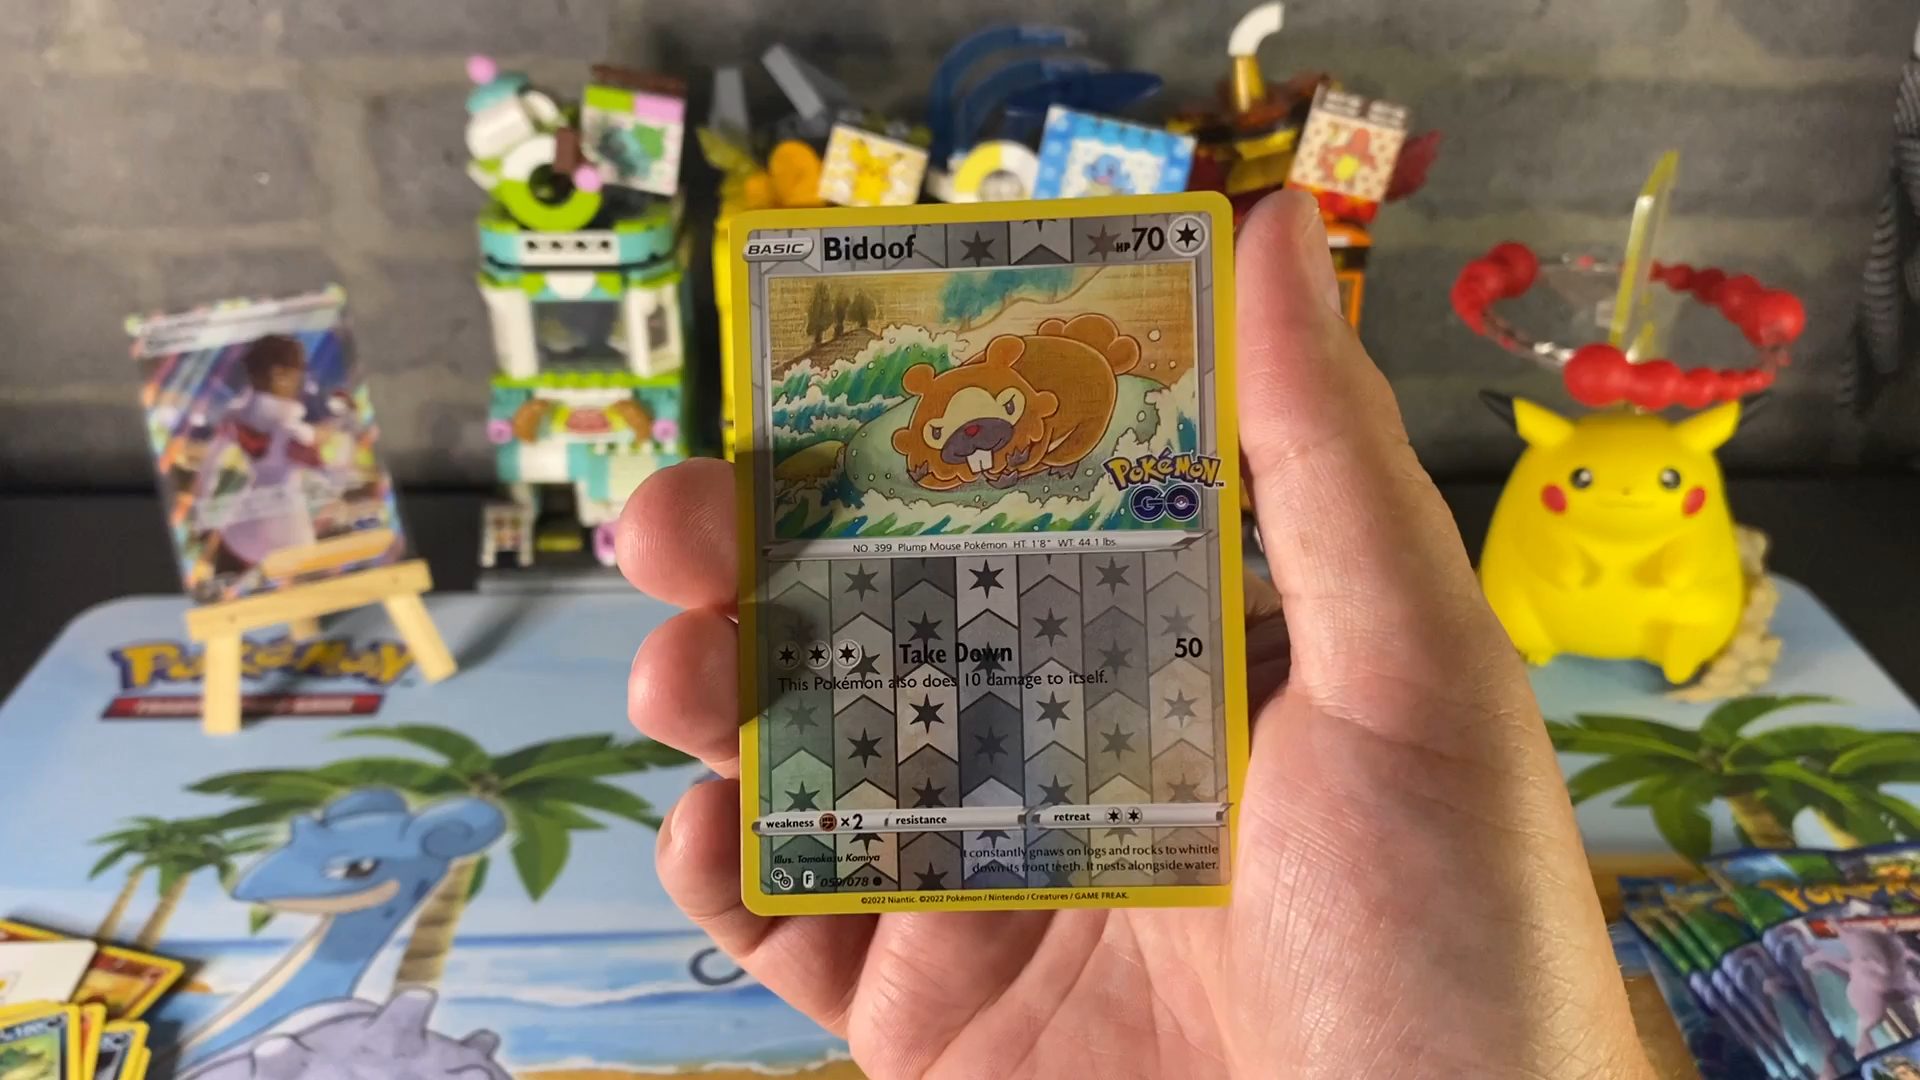 BASIC Bidoof HP 70
POKéMON
GO
NO. 399 Plump Mouse Pokémon HT: 1'8" WT: 44.1 lbs.
Take Down 50
This Pokémon also does 10 damage to itself.
weakness ×2 resistance retreat
Illus. Tomokazu Komiya
It constantly gnaws on logs and rocks to whittle
down its front teeth. It nests alongside water.
F 059/078
©2022 Niantic. ©2022 Pokémon / Nintendo / Creatures / GAME FREAK.
POKéMON